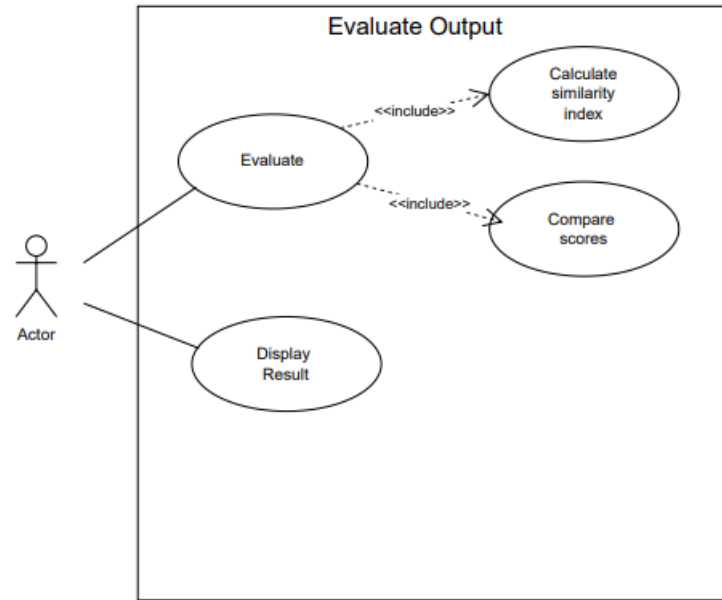 Evaluate Output
Calculate
similarity
index
<<include>>
Evaluate
<<include>>
Compare
scores
Actor
Display
Result